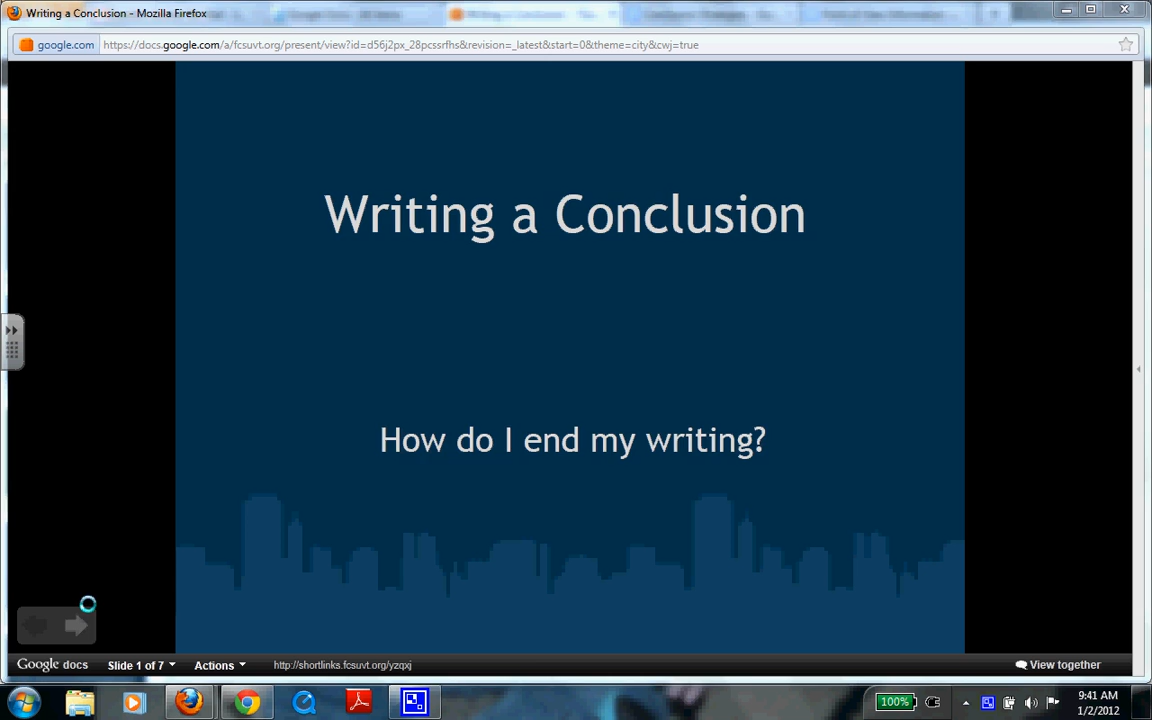 Writing a Conclusion - Mozilla Firefox
google.com
https://docs.google.com/a/fcsuvt.org/present/view?id=d56j2px_28pcssrfhs&revision=_latest&start=0&theme=city&cwj=true
Writing a Conclusion
How do I end my writing?
Google docs
Slide 1 of 7
Actions
http://shortlinks.fcsuvt.org/yzqxj
View together
100%
9:41 AM
1/2/2012